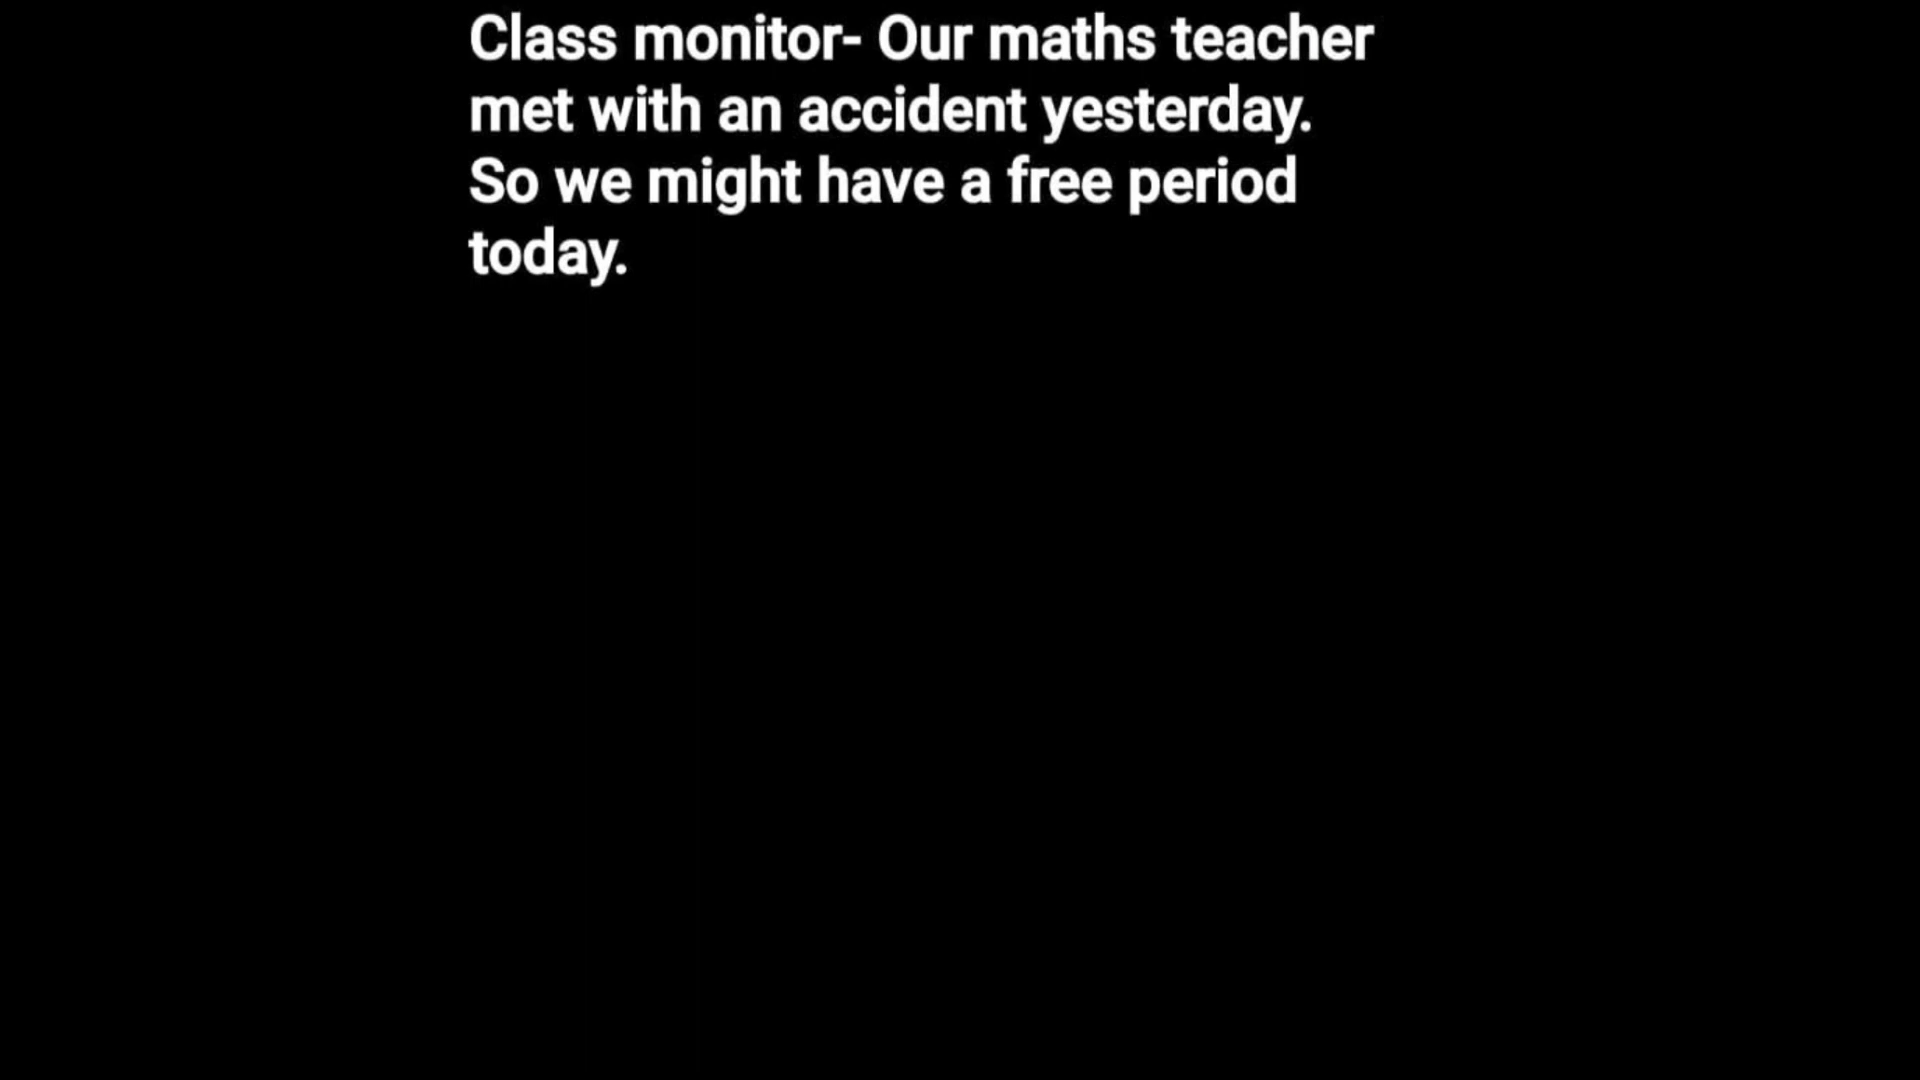 Class monitor- Our maths teacher
met with an accident yesterday.
So we might have a free period
today.